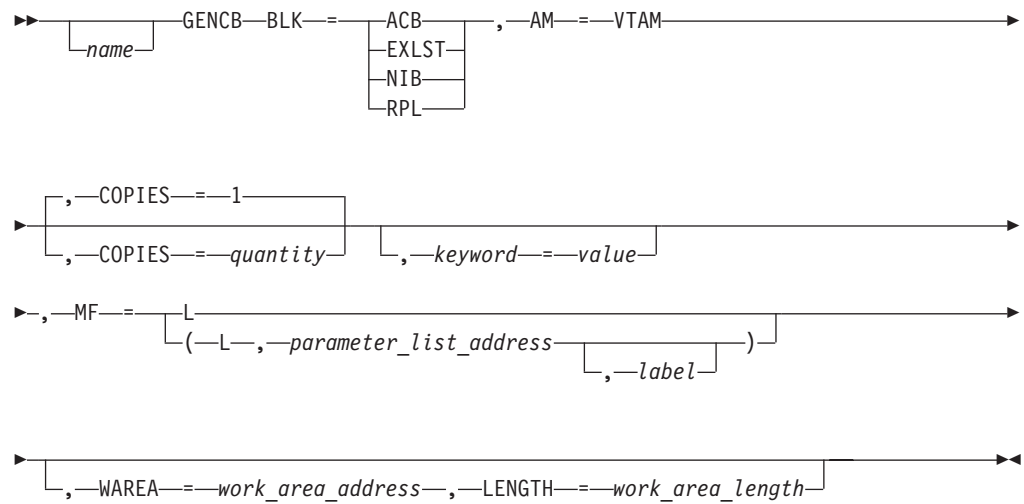 GENCB BLK = ACB , AM = VTAM
name
EXLST
NIB
RPL
, COPIES = 1
, COPIES = quantity
, keyword = value
, MF = L
( L , parameter_list_address )
, label
, WAREA = work_area_address , LENGTH = work_area_length